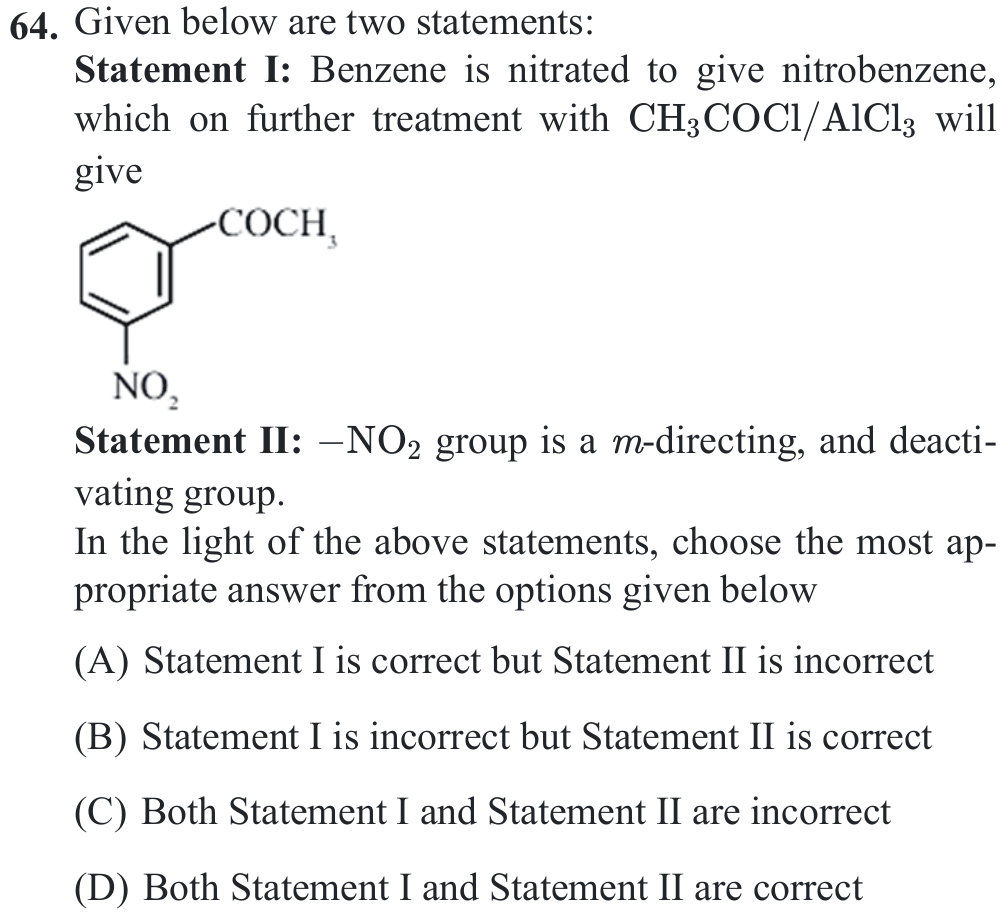 64. Given below are two statements:
Statement I: Benzene is nitrated to give nitrobenzene,
which on further treatment with CH₃COCl/AlCl₃ will
give
COCH₃
NO₂
Statement II: −NO₂ group is a m-directing, and deacti-
vating group.
In the light of the above statements, choose the most ap-
propriate answer from the options given below
(A) Statement I is correct but Statement II is incorrect
(B) Statement I is incorrect but Statement II is correct
(C) Both Statement I and Statement II are incorrect
(D) Both Statement I and Statement II are correct